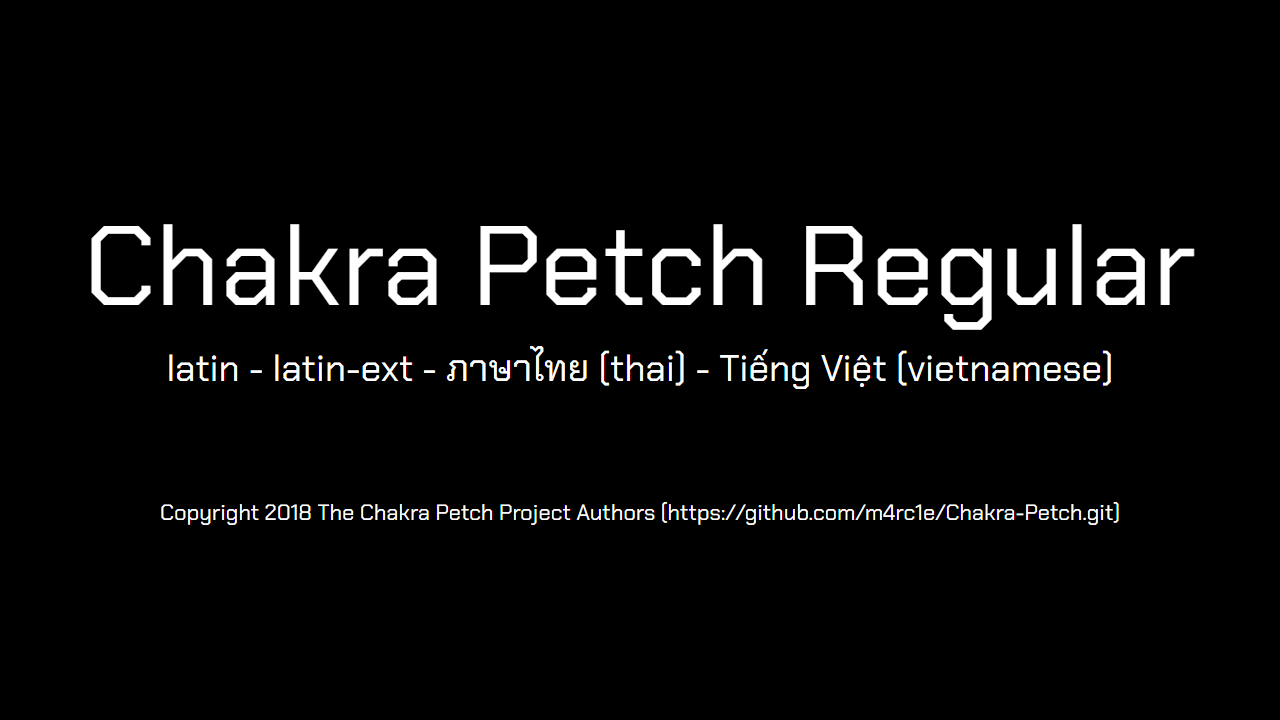 Chakra Petch Regular
latin - latin-ext - ภาษาไทย (thai) - Tiếng Việt (vietnamese)
Copyright 2018 The Chakra Petch Project Authors (https://github.com/m4rc1e/Chakra-Petch.git)